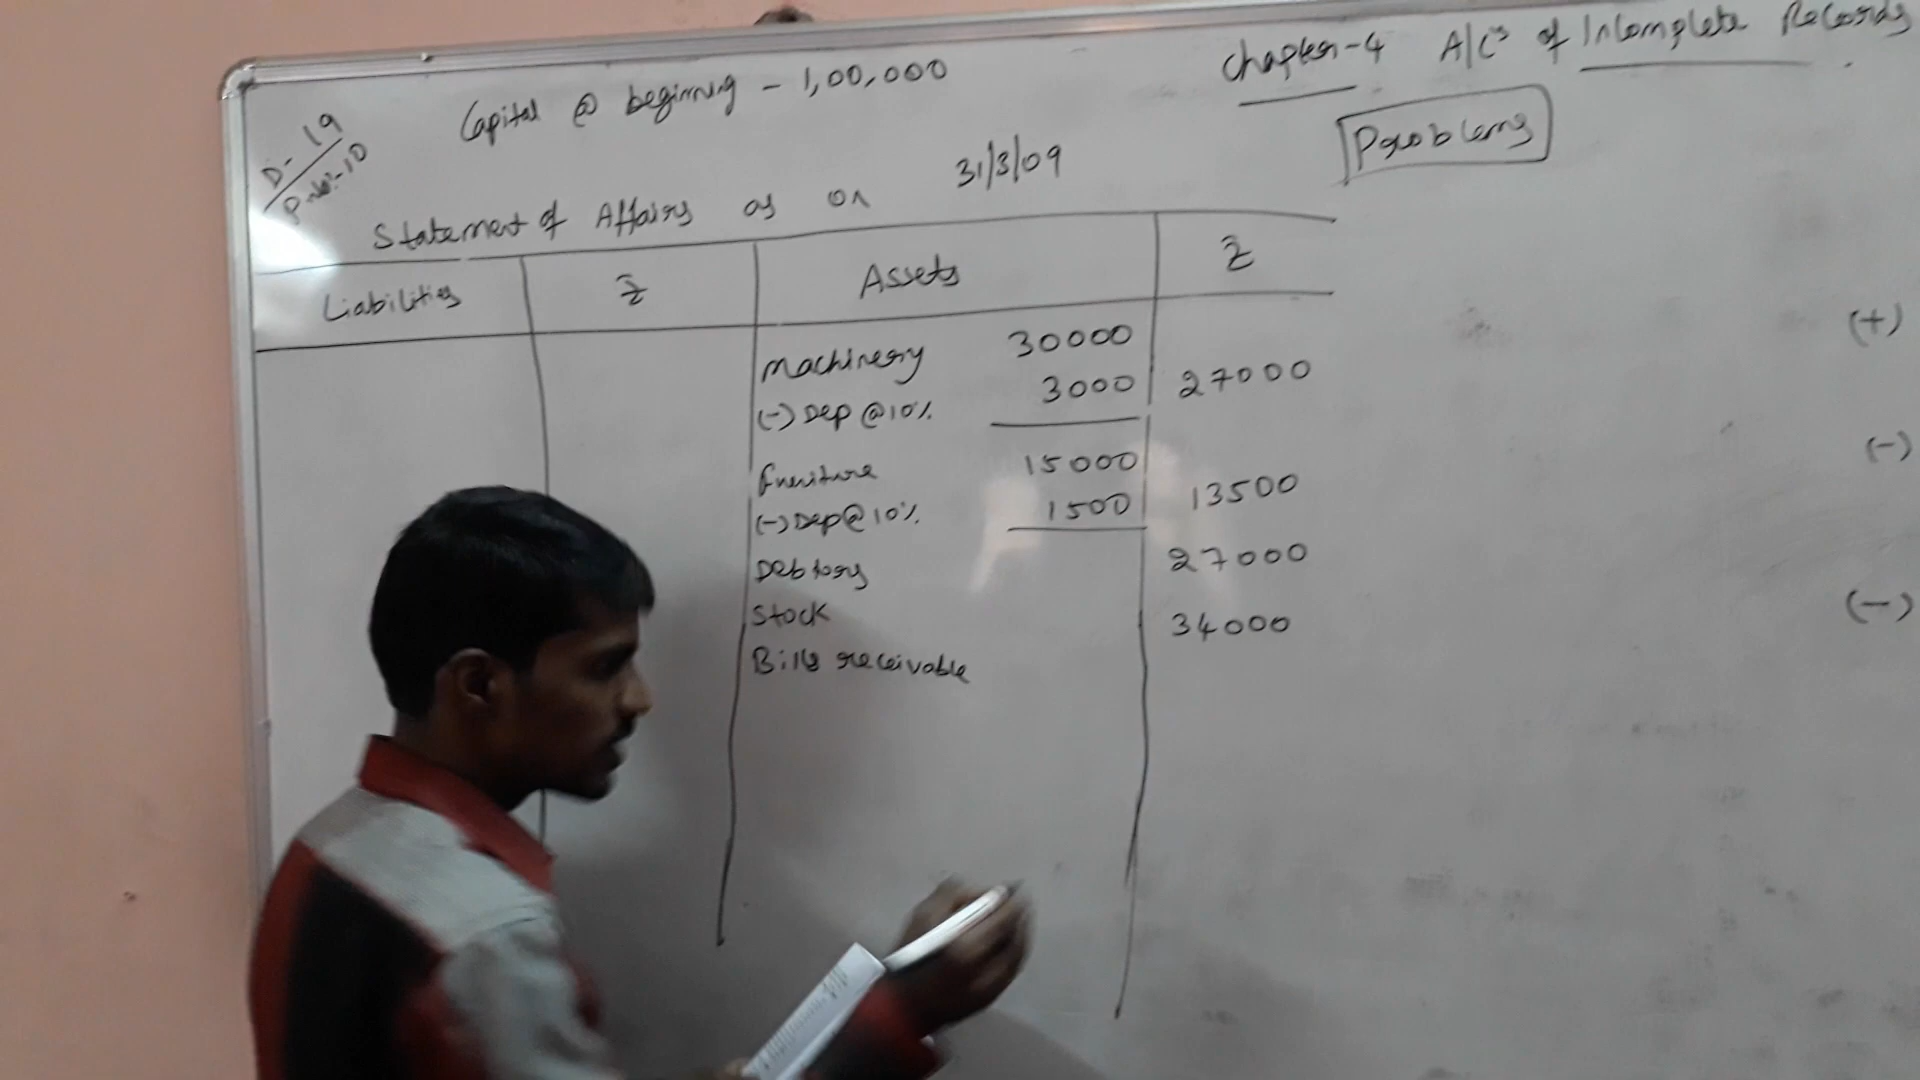 Chapter-4 A/Cs of Incomplete Records
Problems
D-19
Prob:-10
Capital @ beginning - 1,00,000
Statement of Affairs as on 31/3/09
Liabilities ₹ Assets ₹
Machinery 30000
(-) Dep @10% 3000 27000
Furniture 15000
(-) Dep@10% 1500 13500
Debtors 27000
Stock 34000
Bills receivable
(+)
(-)
(-)